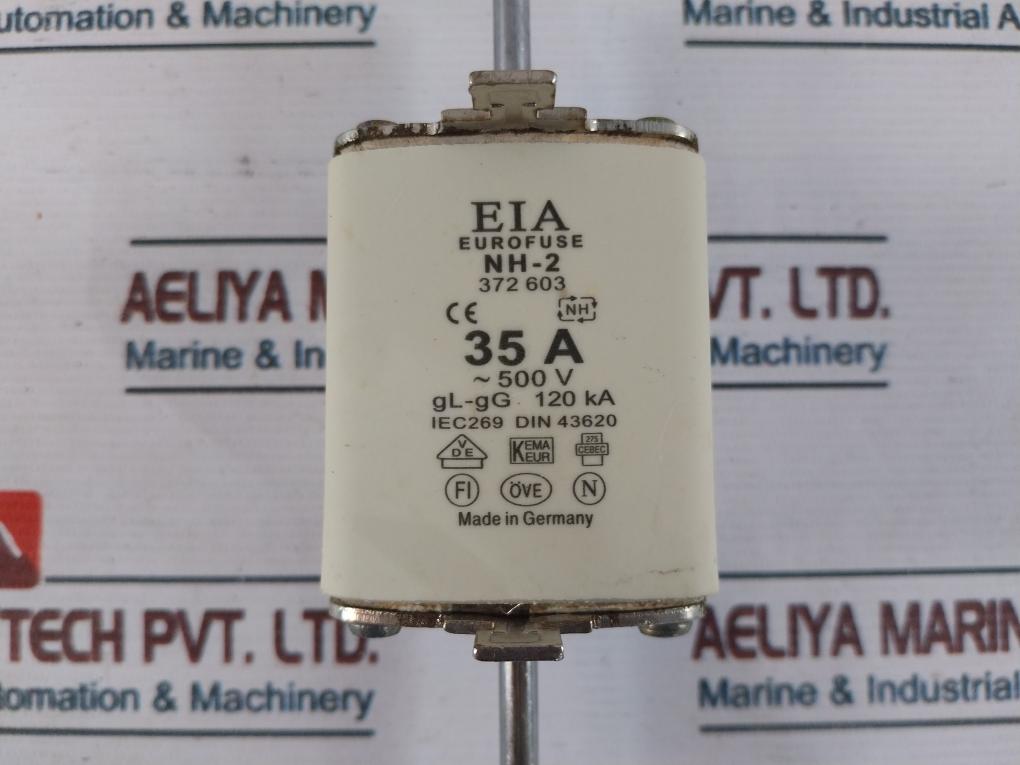 utomation & Machinery
Marine & Industrial A
EIA
EUROFUSE
NH-2
372 603
CE NH
35 A
~ 500 V
gL-gG 120 kA
IEC269 DIN 43620
VDE KEMA EUR 275 CEBEC
FI ÖVE N
Made in Germany
AELIYA M VT. LTD.
Marine & In Machinery
TECH PVT. LTD.
utomation & Machinery
AELIYA MARIN
Marine & Industrial